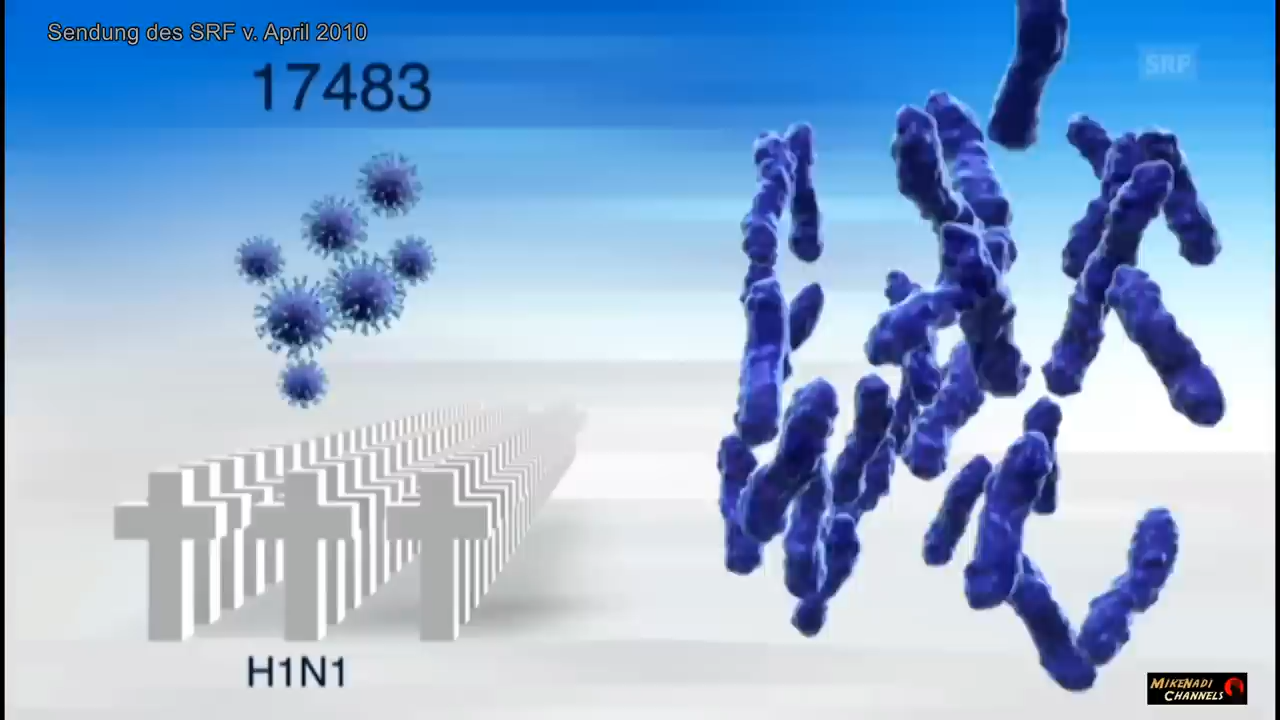 Sendung des SRF v. April 2010
17483
SRF
H1N1
MIKENADI
CHANNELS